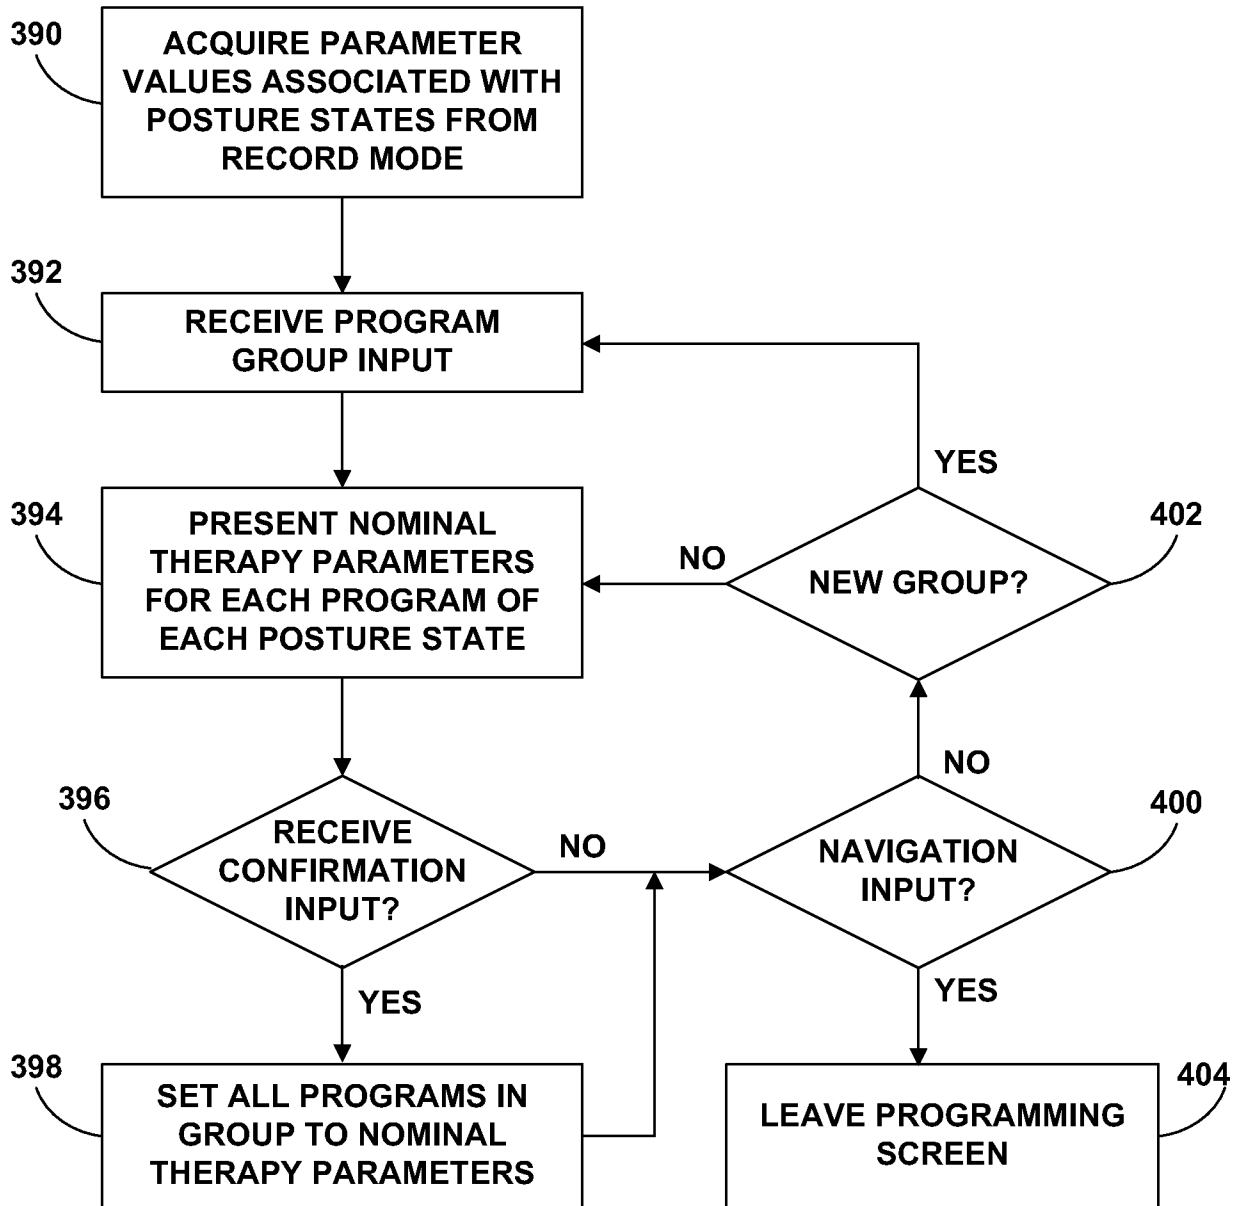 390
ACQUIRE PARAMETER
VALUES ASSOCIATED WITH
POSTURE STATES FROM
RECORD MODE
392
RECEIVE PROGRAM
GROUP INPUT
394
PRESENT NOMINAL
THERAPY PARAMETERS
FOR EACH PROGRAM OF
EACH POSTURE STATE
YES
402
NO
NEW GROUP?
396
RECEIVE
CONFIRMATION
INPUT?
NO
NO
400
NAVIGATION
INPUT?
YES
YES
398
SET ALL PROGRAMS IN
GROUP TO NOMINAL
THERAPY PARAMETERS
404
LEAVE PROGRAMMING
SCREEN